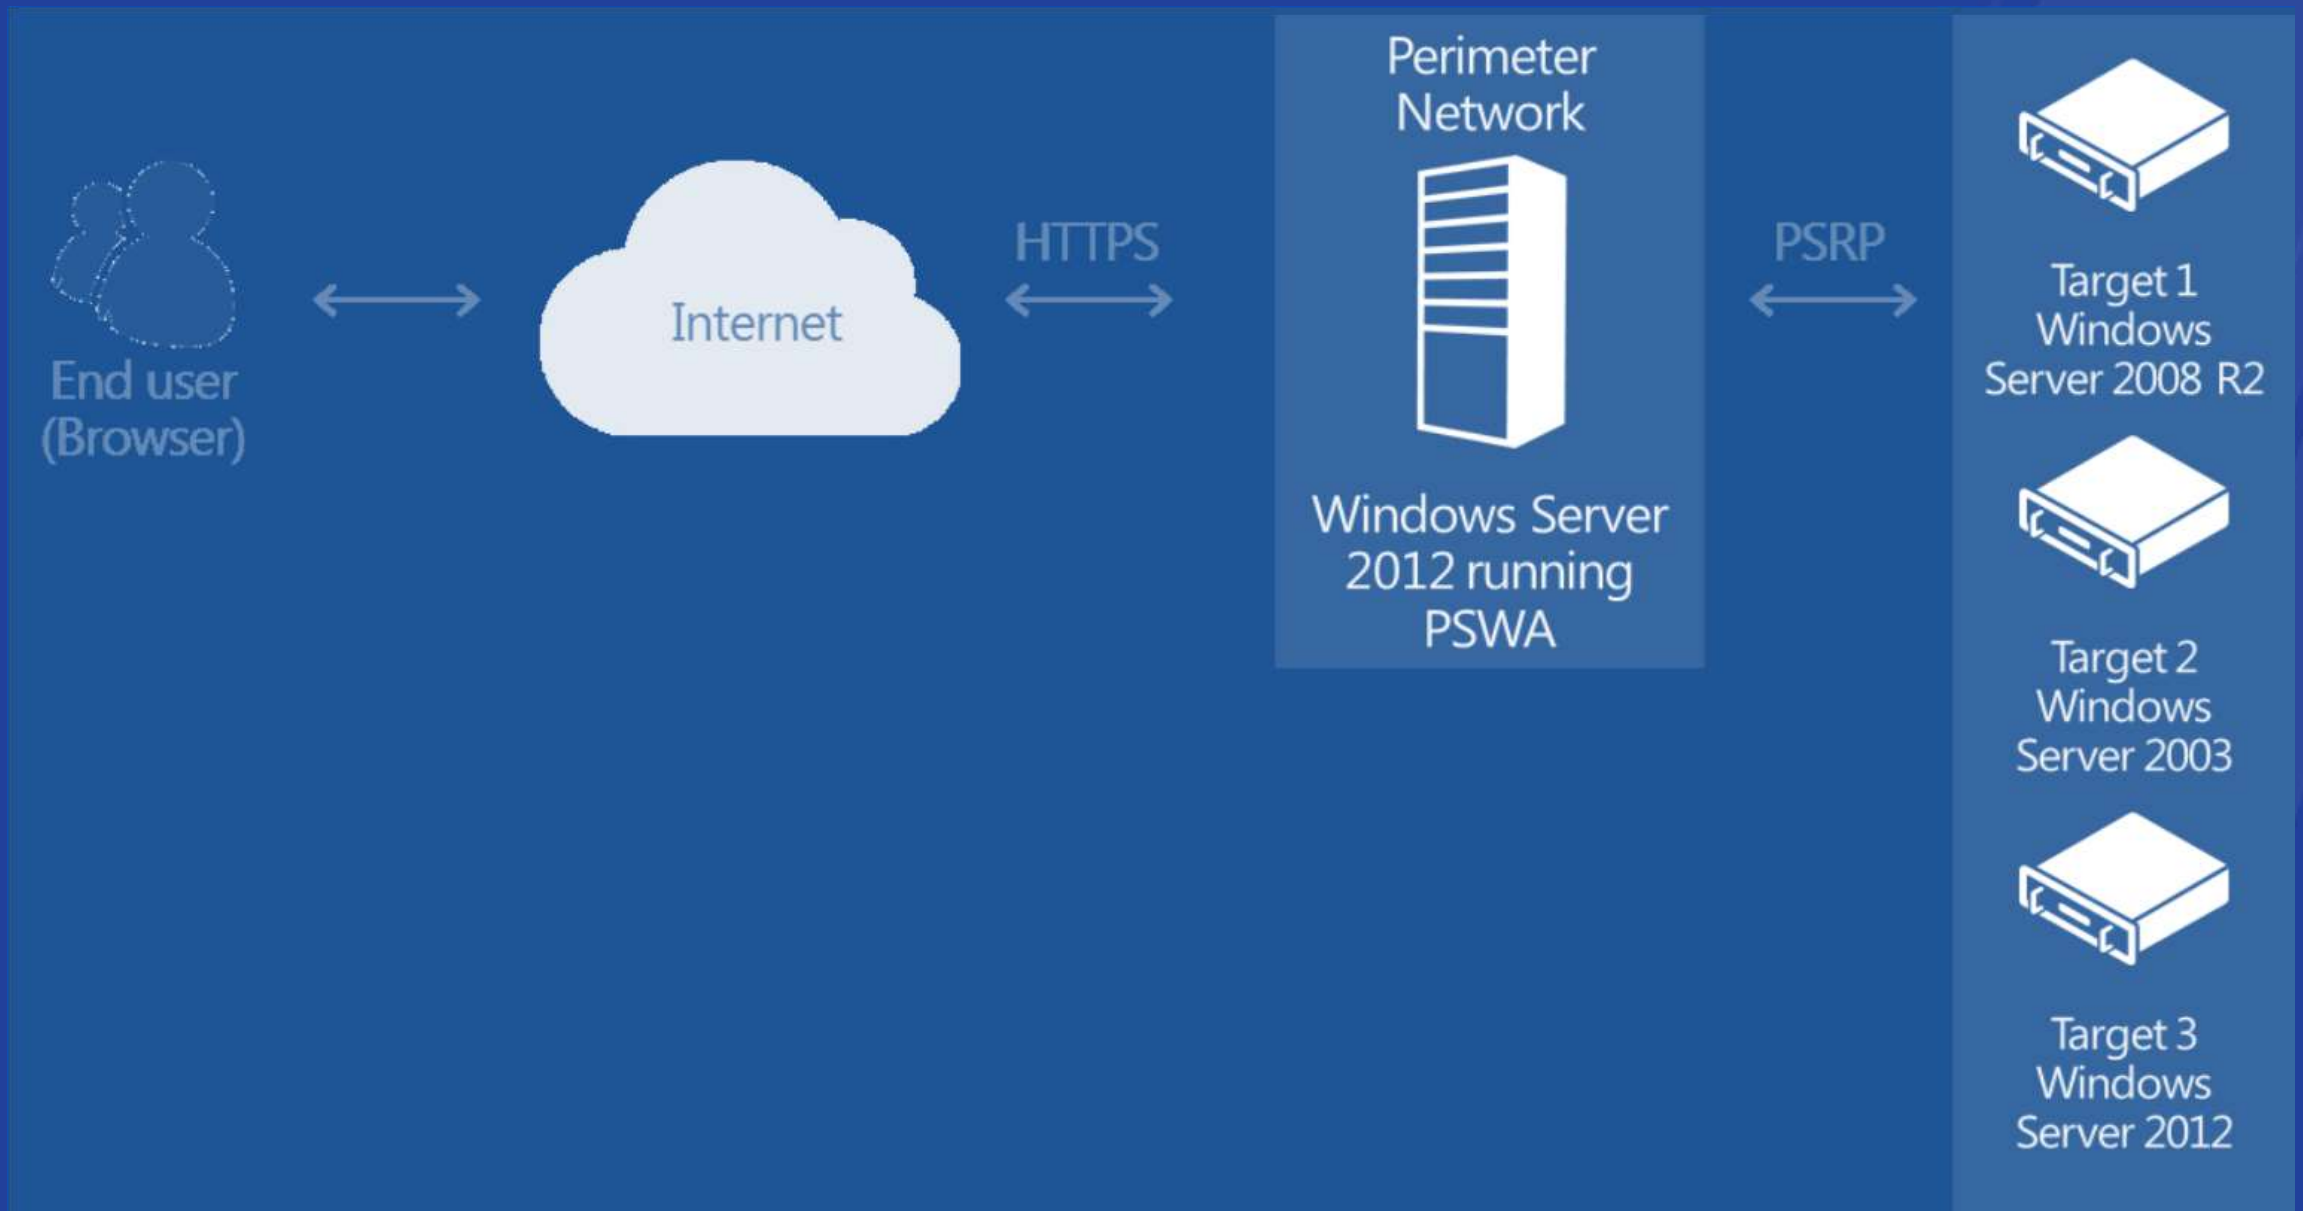 End user
(Browser)
Internet
HTTPS
Perimeter
Network
Windows Server
2012 running
PSWA
PSRP
Target 1
Windows
Server 2008 R2
Target 2
Windows
Server 2003
Target 3
Windows
Server 2012